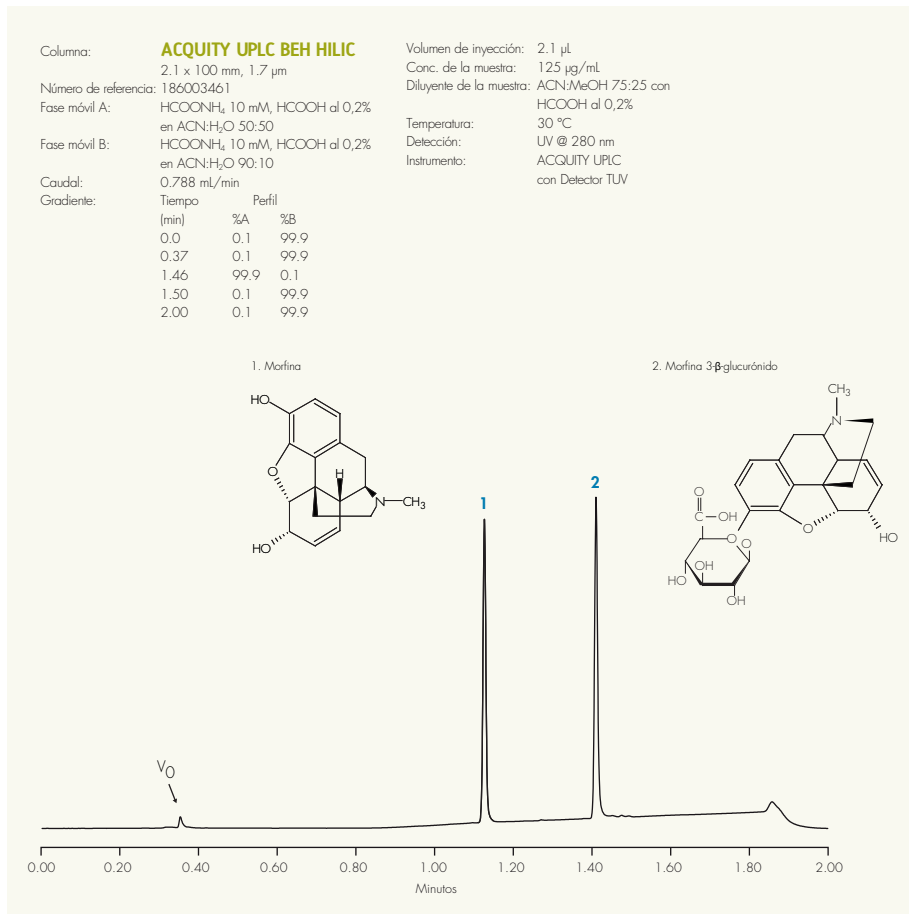 Columna: ACQUITY UPLC BEH HILIC
2.1 x 100 mm, 1.7 µm
Número de referencia: 186003461
Fase móvil A: HCOONH₄ 10 mM, HCOOH al 0,2%
en ACN:H₂O 50:50
Fase móvil B: HCOONH₄ 10 mM, HCOOH al 0,2%
en ACN:H₂O 90:10
Caudal: 0.788 mL/min
Gradiente: Tiempo Perfil
(min) %A %B
0.0 0.1 99.9
0.37 0.1 99.9
1.46 99.9 0.1
1.50 0.1 99.9
2.00 0.1 99.9
Volumen de inyección: 2.1 µL
Conc. de la muestra: 125 µg/mL
Diluyente de la muestra: ACN:MeOH 75:25 con
HCOOH al 0,2%
Temperatura: 30 °C
Detección: UV @ 280 nm
Instrumento: ACQUITY UPLC
con Detector TUV
1. Morfina
HO
O
H
N
CH₃
HO
2. Morfina 3-β-glucurónido
CH₃
N
O
C
OH
O
O
O
HO
OH
HO
OH
1
2
V₀
0.00 0.20 0.40 0.60 0.80 1.00 1.20 1.40 1.60 1.80 2.00
Minutos